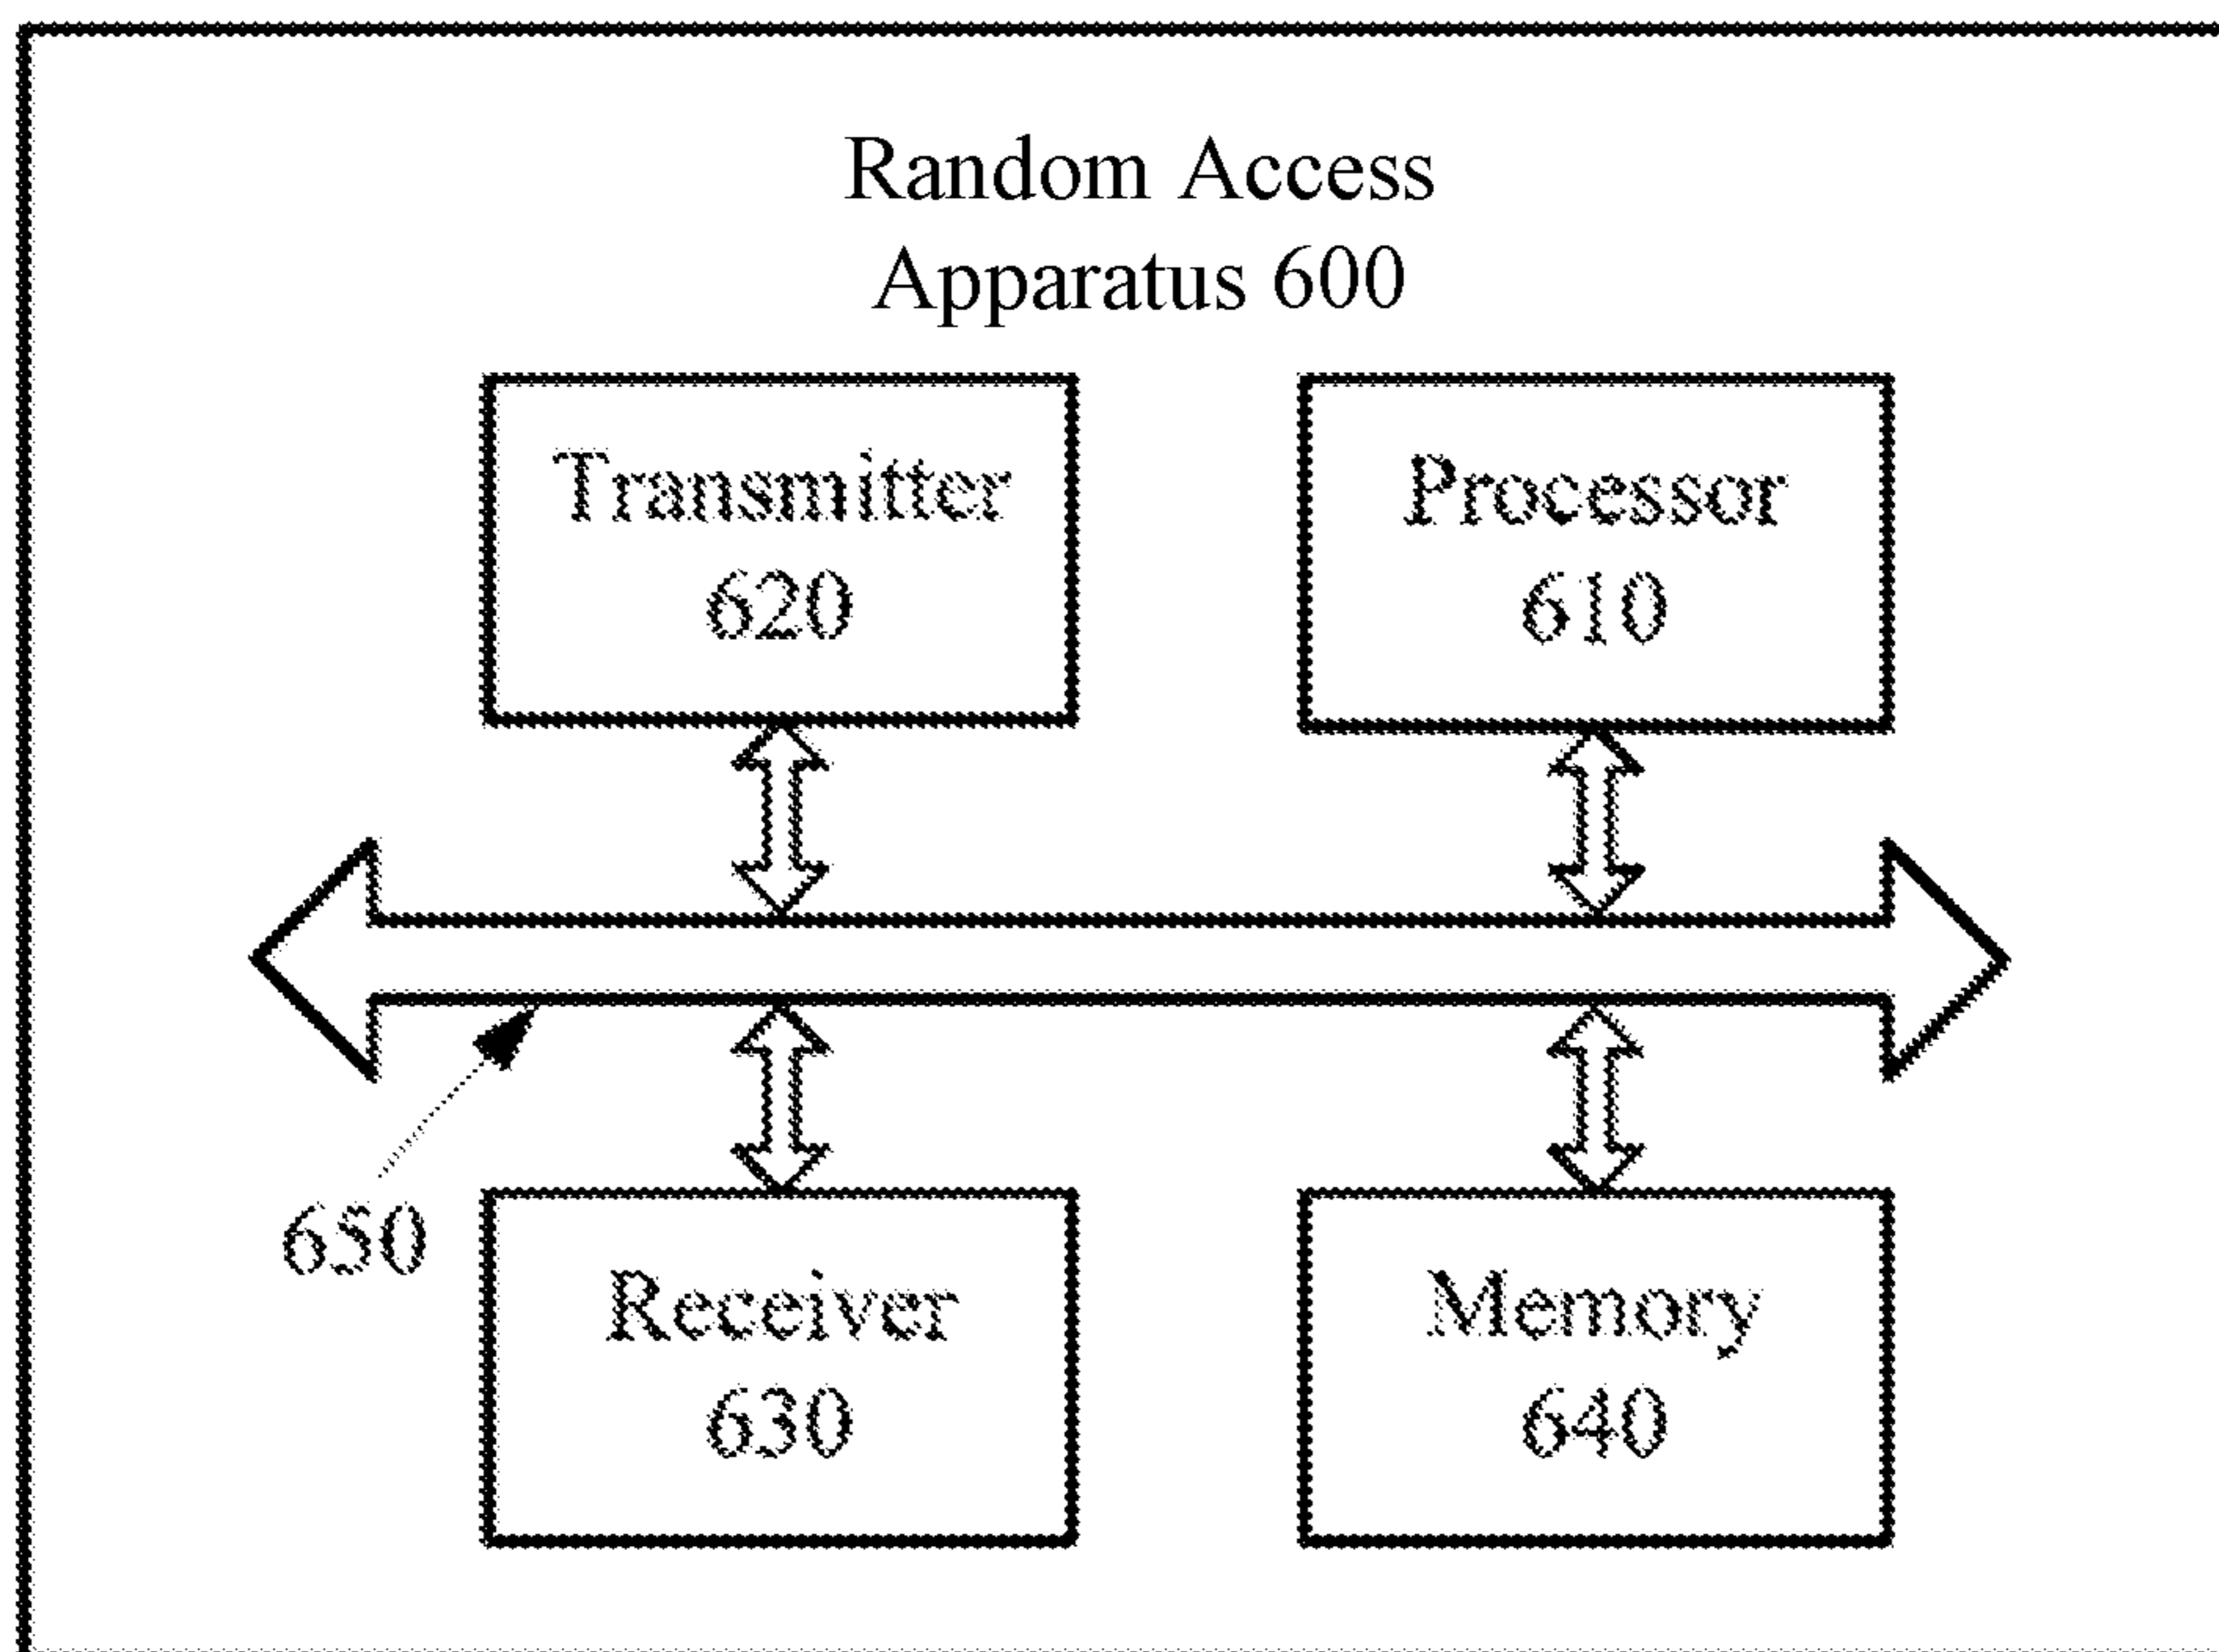 Random Access
Apparatus 600
Transmitter
620
Processor
610
650
Receiver
630
Memory
640